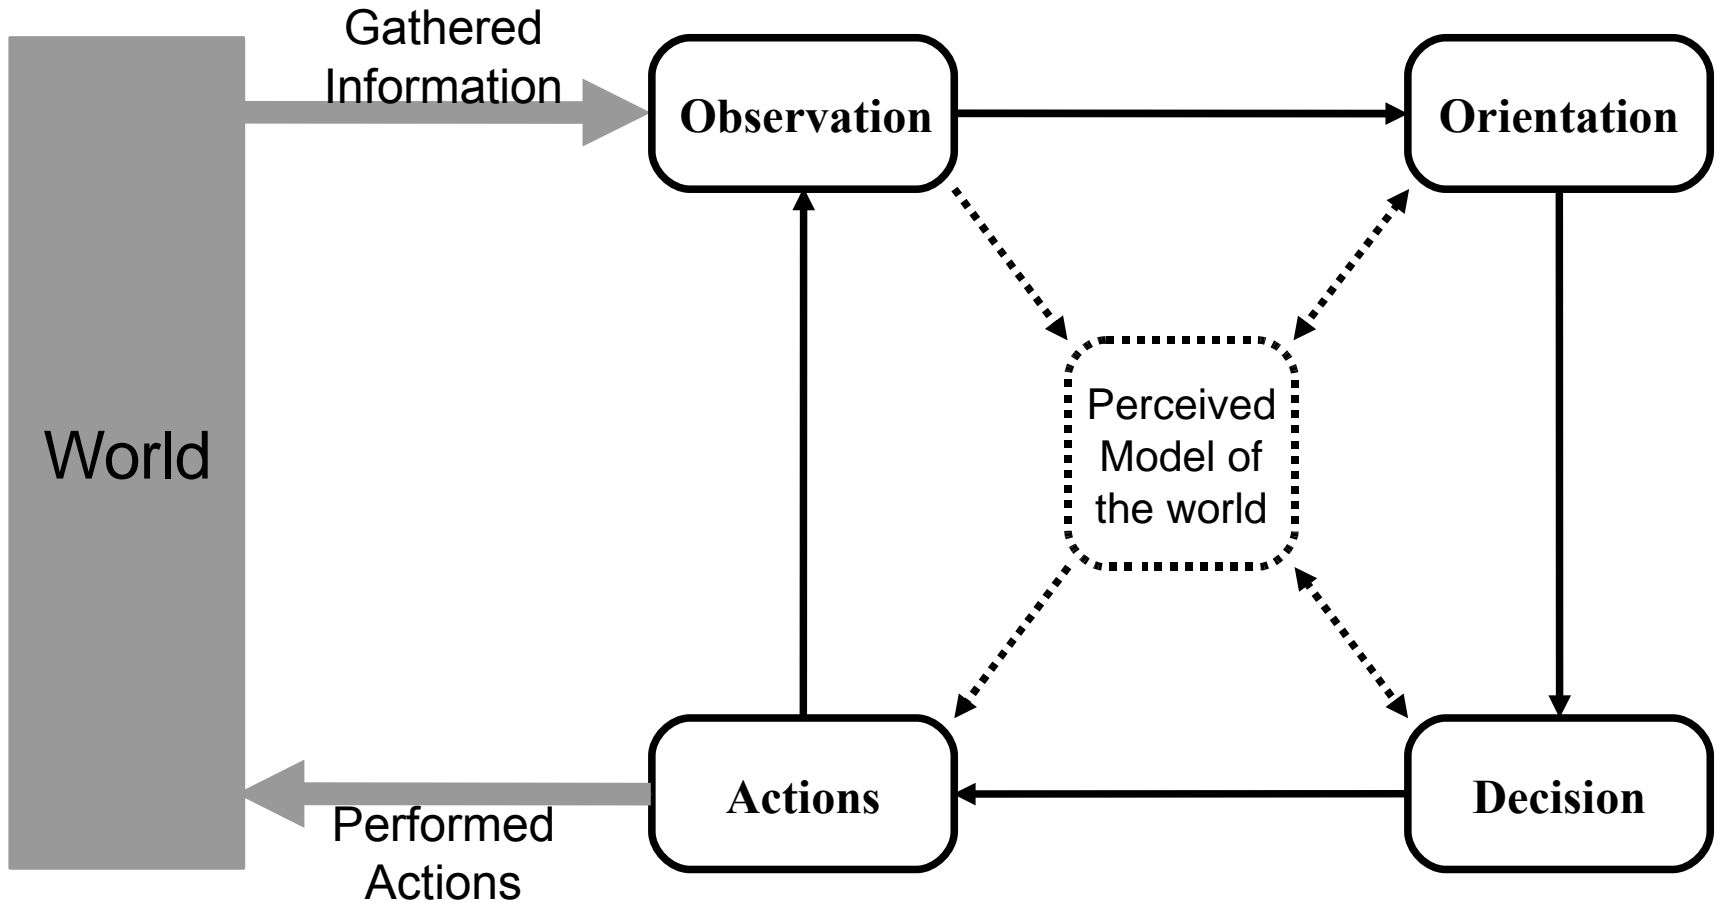 Gathered
Information
Observation
Orientation
World
Perceived
Model of
the world
Actions
Decision
Performed
Actions